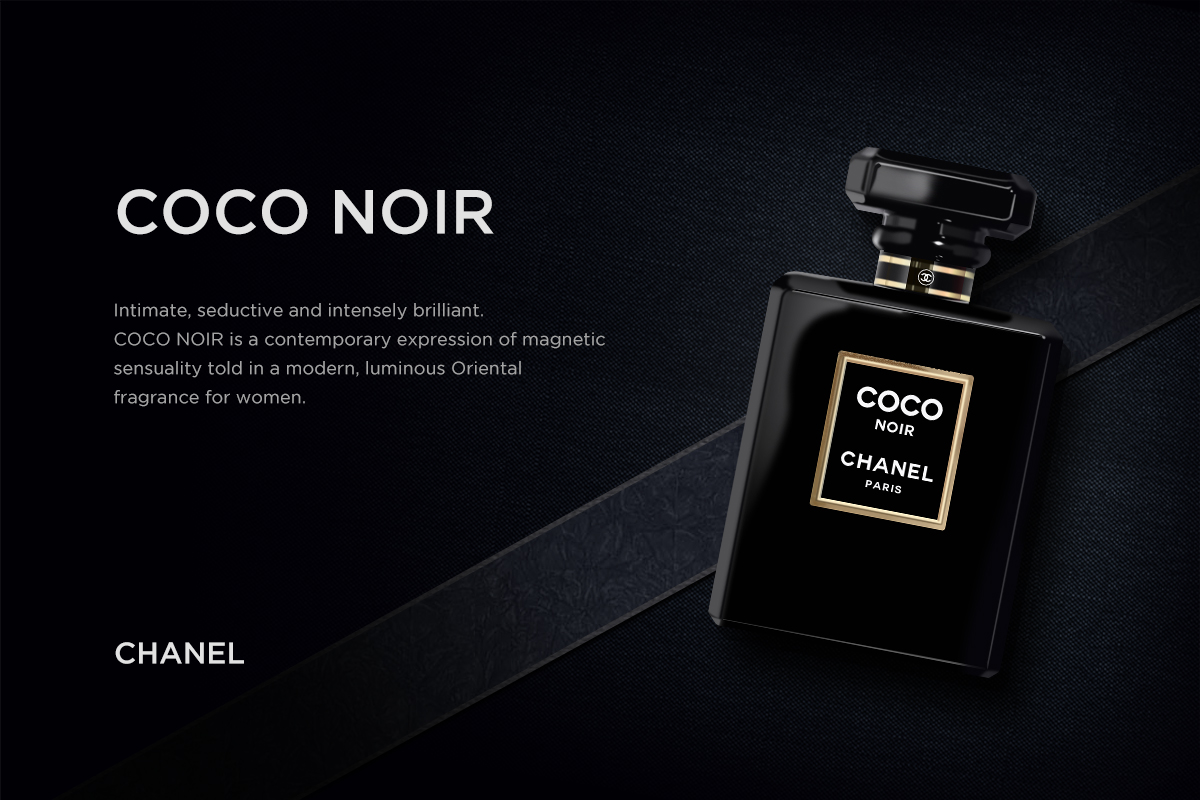 COCO NOIR
Intimate, seductive and intensely brilliant.
COCO NOIR is a contemporary expression of magnetic
sensuality told in a modern, luminous Oriental
fragrance for women.
CHANEL
COCO
NOIR
CHANEL
PARIS